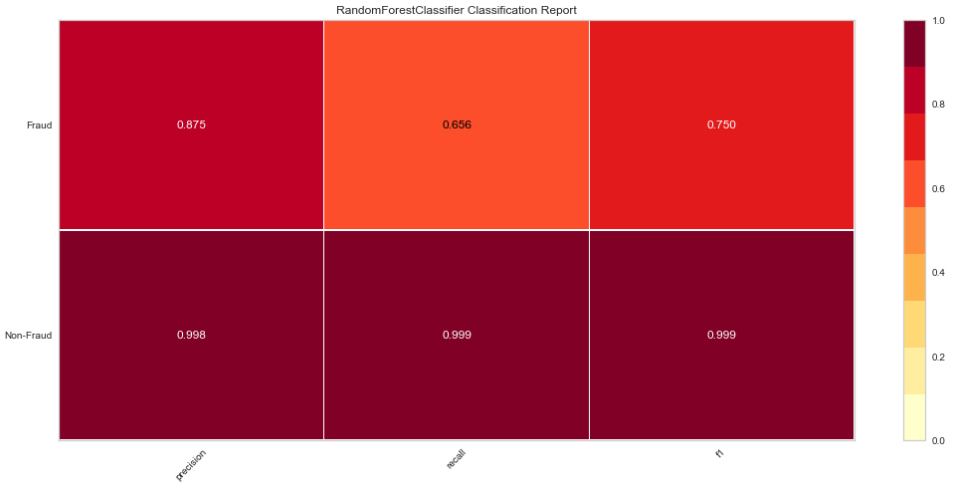 RandomForestClassifier Classification Report
Fraud
0.875
0.656
0.750
Non-Fraud
0.998
0.999
0.999
precision
recall
f1
1.0
0.8
0.6
0.4
0.2
0.0